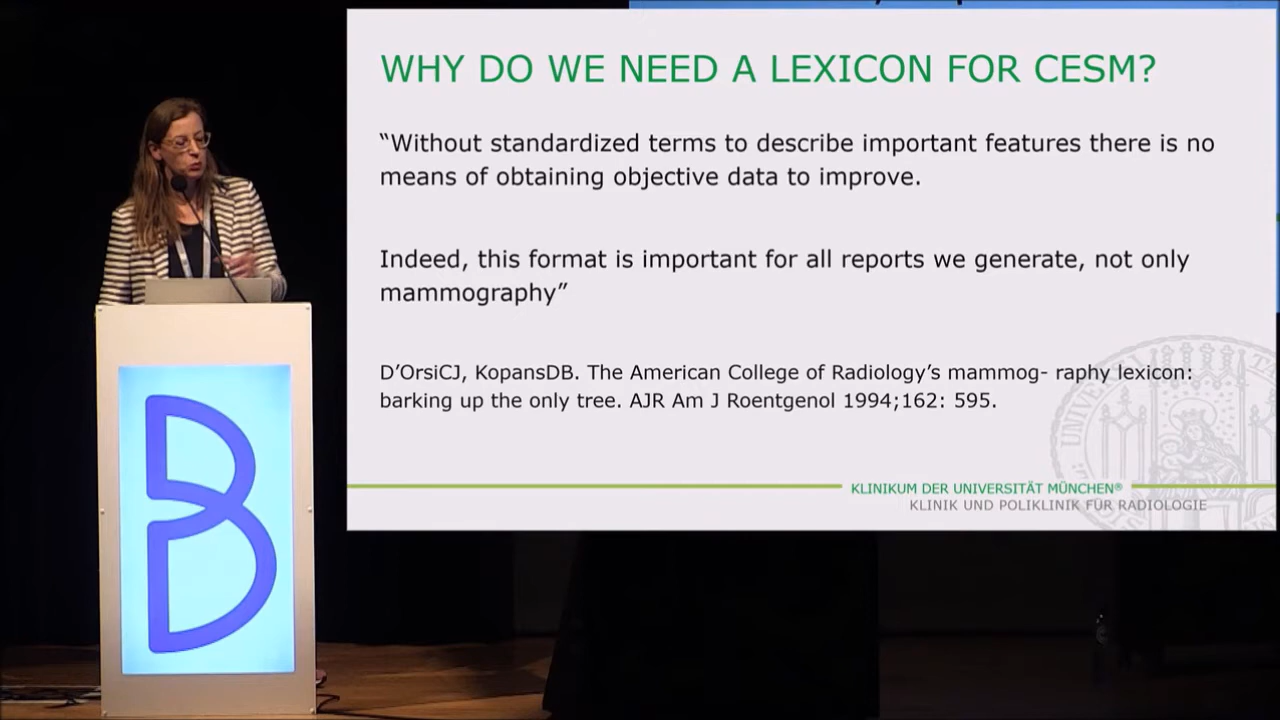 WHY DO WE NEED A LEXICON FOR CESM?
“Without standardized terms to describe important features there is no
means of obtaining objective data to improve.
Indeed, this format is important for all reports we generate, not only
mammography”
D’OrsiCJ, KopansDB. The American College of Radiology’s mammog- raphy lexicon:
barking up the only tree. AJR Am J Roentgenol 1994;162: 595.
KLINIKUM DER UNIVERSITÄT MÜNCHEN®
KLINIK UND POLIKLINIK FÜR RADIOLOGIE
B